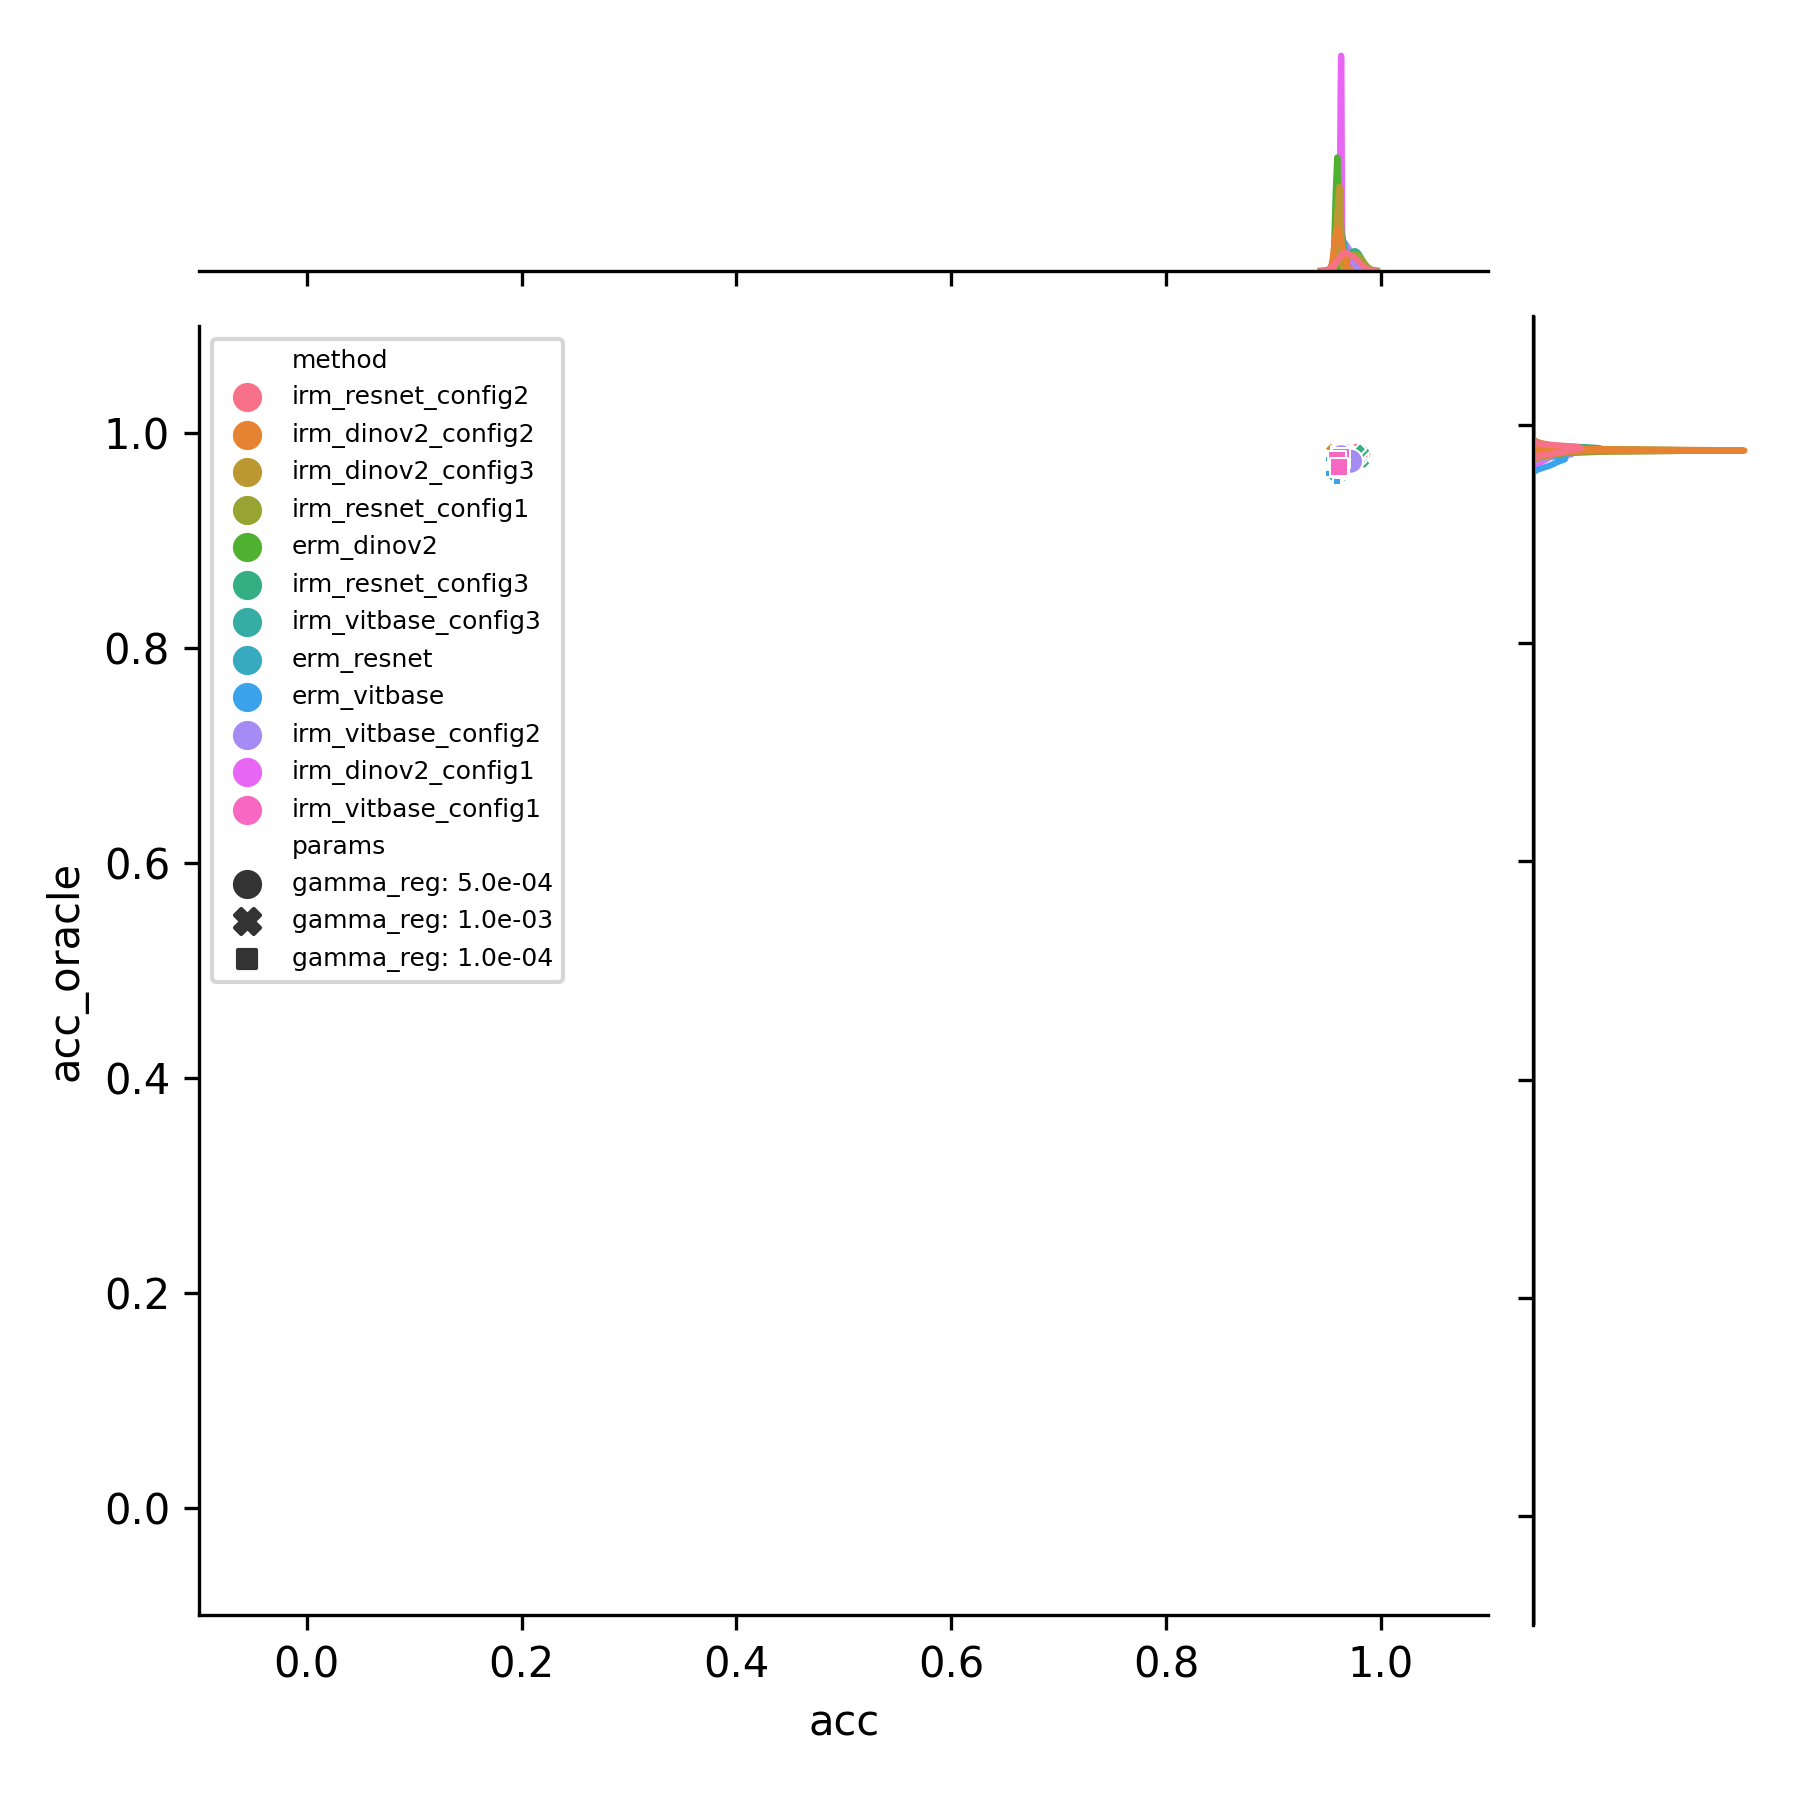 method
irm_resnet_config2
irm_dinov2_config2
irm_dinov2_config3
irm_resnet_config1
erm_dinov2
irm_resnet_config3
irm_vitbase_config3
erm_resnet
erm_vitbase
irm_vitbase_config2
irm_dinov2_config1
irm_vitbase_config1
params
gamma_reg: 5.0e-04
gamma_reg: 1.0e-03
gamma_reg: 1.0e-04
1.0
0.8
0.6
0.4
0.2
0.0
acc_oracle
0.0 0.2 0.4 0.6 0.8 1.0
acc